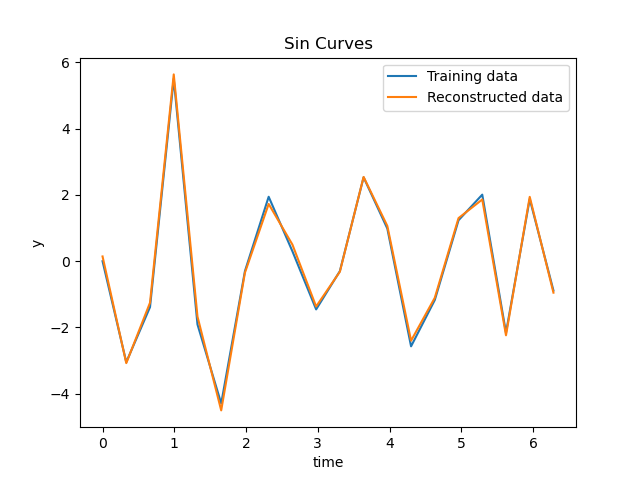 Sin Curves
Training data
Reconstructed data
6
4
2
0
−2
−4
y
0 1 2 3 4 5 6
time